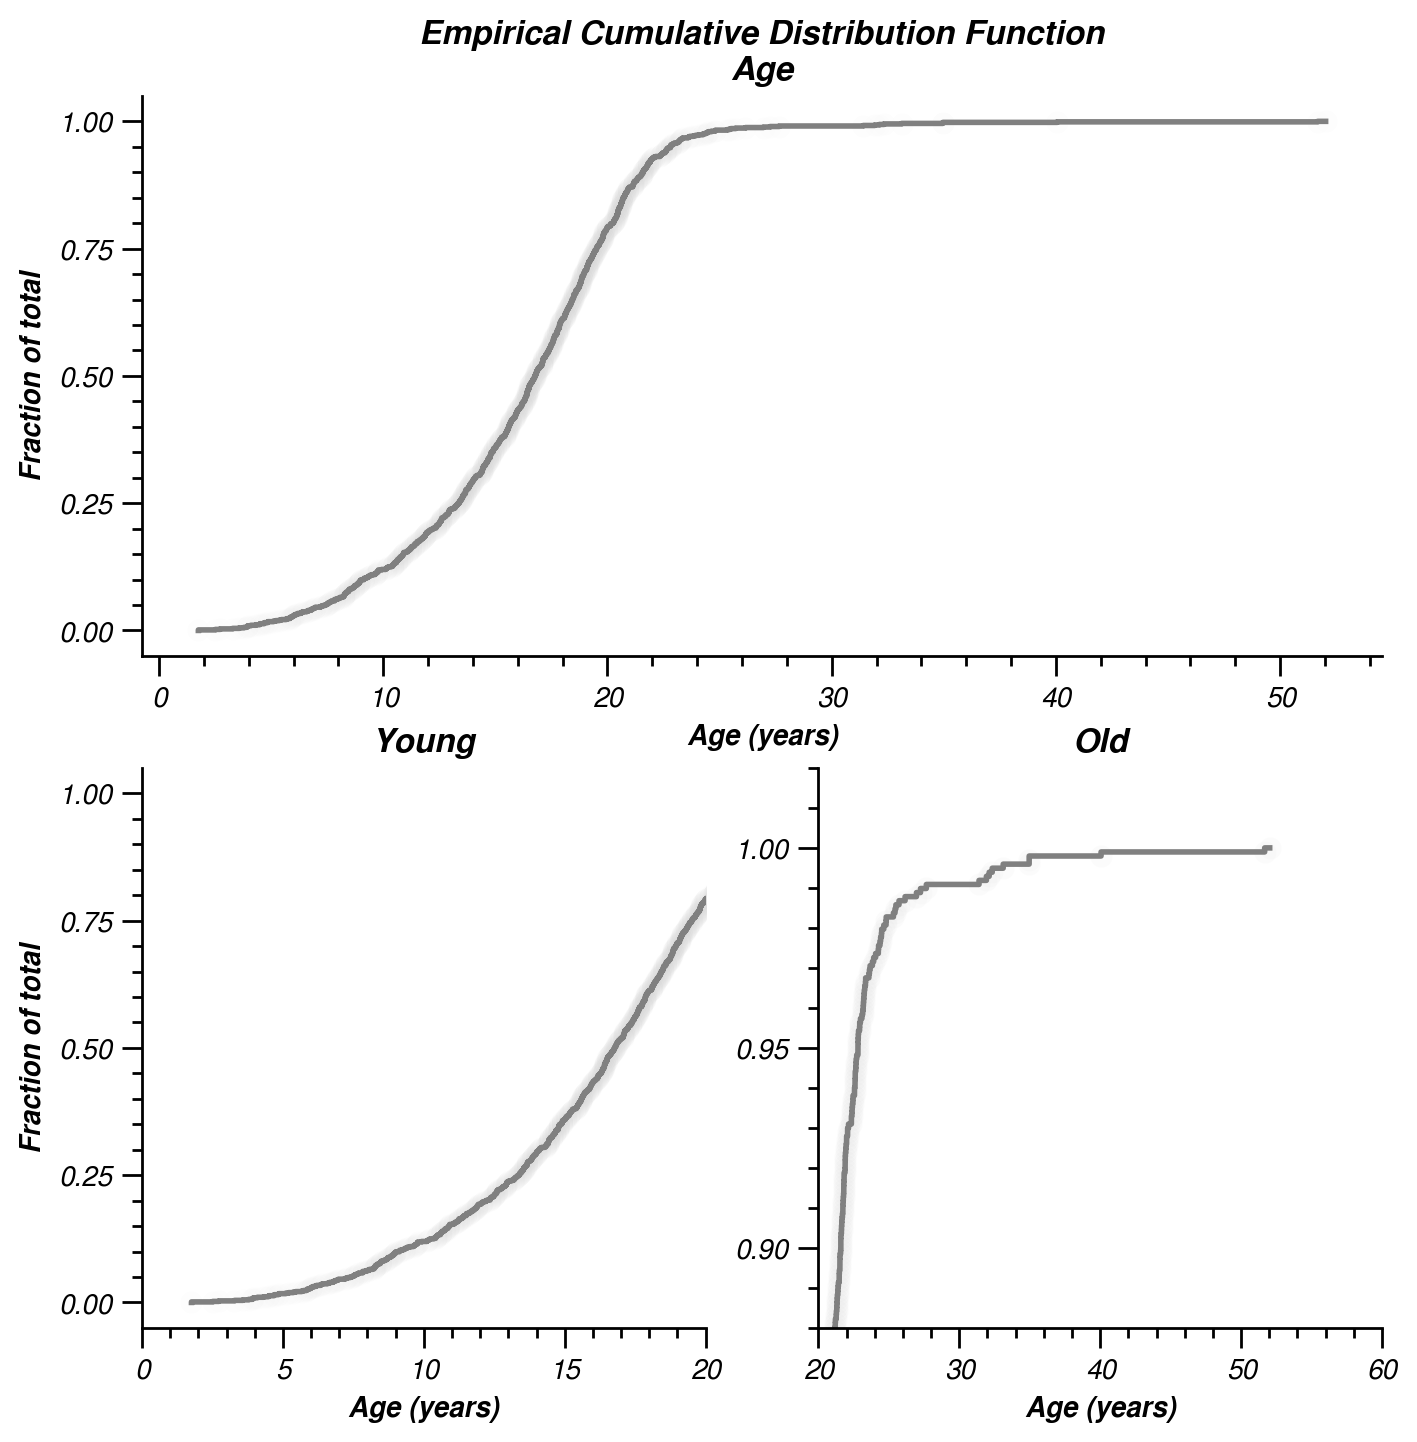 Empirical Cumulative Distribution Function
Age
Fraction of total
1.00
0.75
0.50
0.25
0.00
0 10 20 30 40 50
Age (years)
Young
Fraction of total
1.00
0.75
0.50
0.25
0.00
0 5 10 15 20
Age (years)
Old
1.00
0.95
0.90
20 30 40 50 60
Age (years)